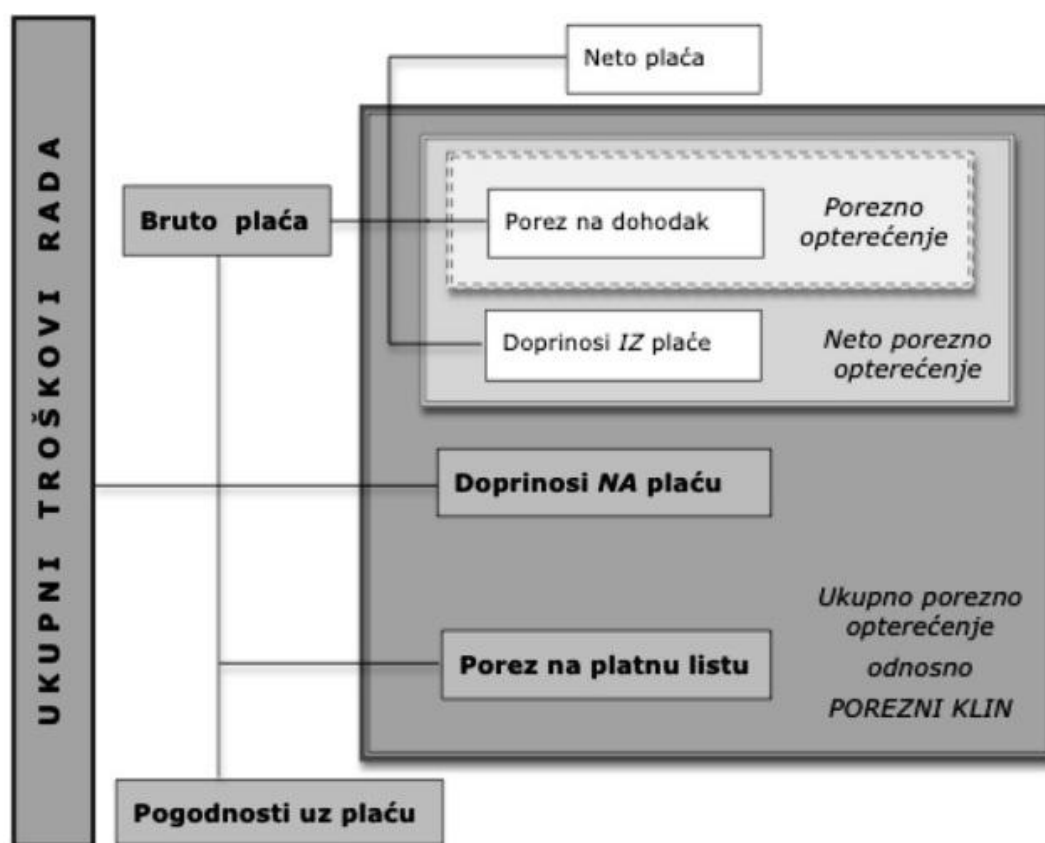 UKUPNI TROŠKOVI RADA
Neto plaća
Bruto plaća
Porez na dohodak
Porezno
opterećenje
Doprinosi IZ plaće
Neto porezno
opterećenje
Doprinosi NA plaću
Ukupno porezno
opterećenje
odnosno
POREZNI KLIN
Porez na platnu listu
Pogodnosti uz plaću